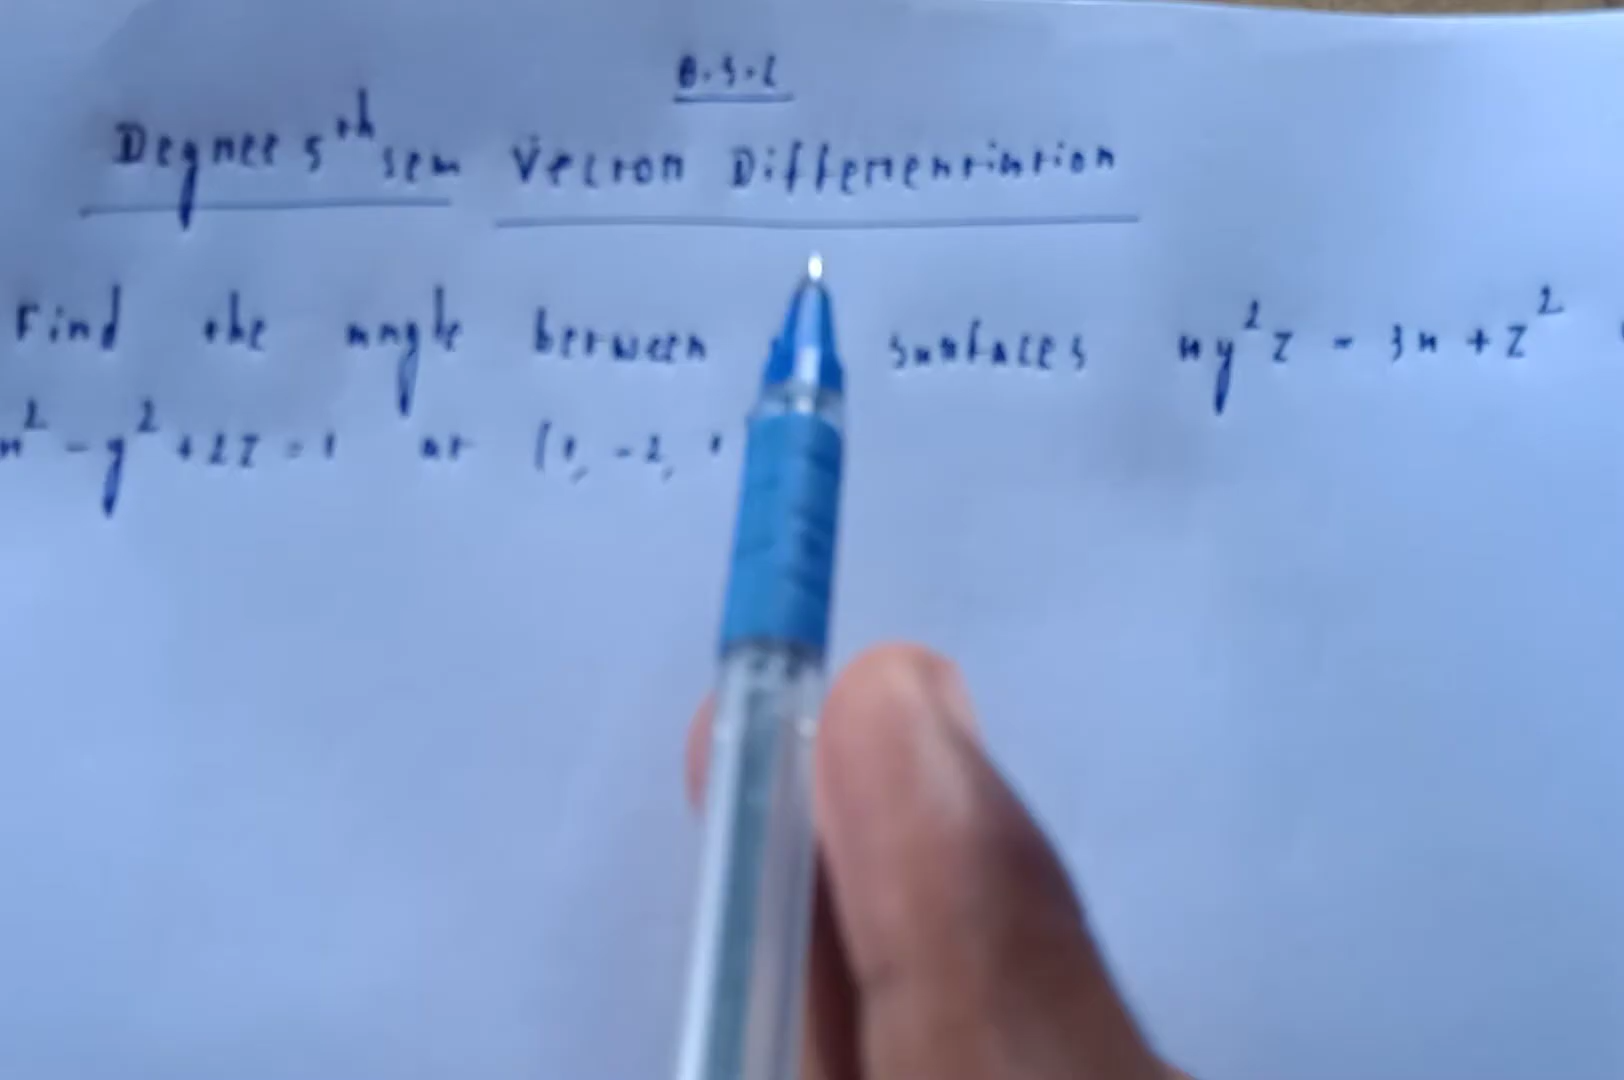 B.S.C
Degree 5th sem Vector Differentiation
Find the angle between surfaces xy²z - 3x + z²
x² - y² + 2z = 1 at (1, -2, 1